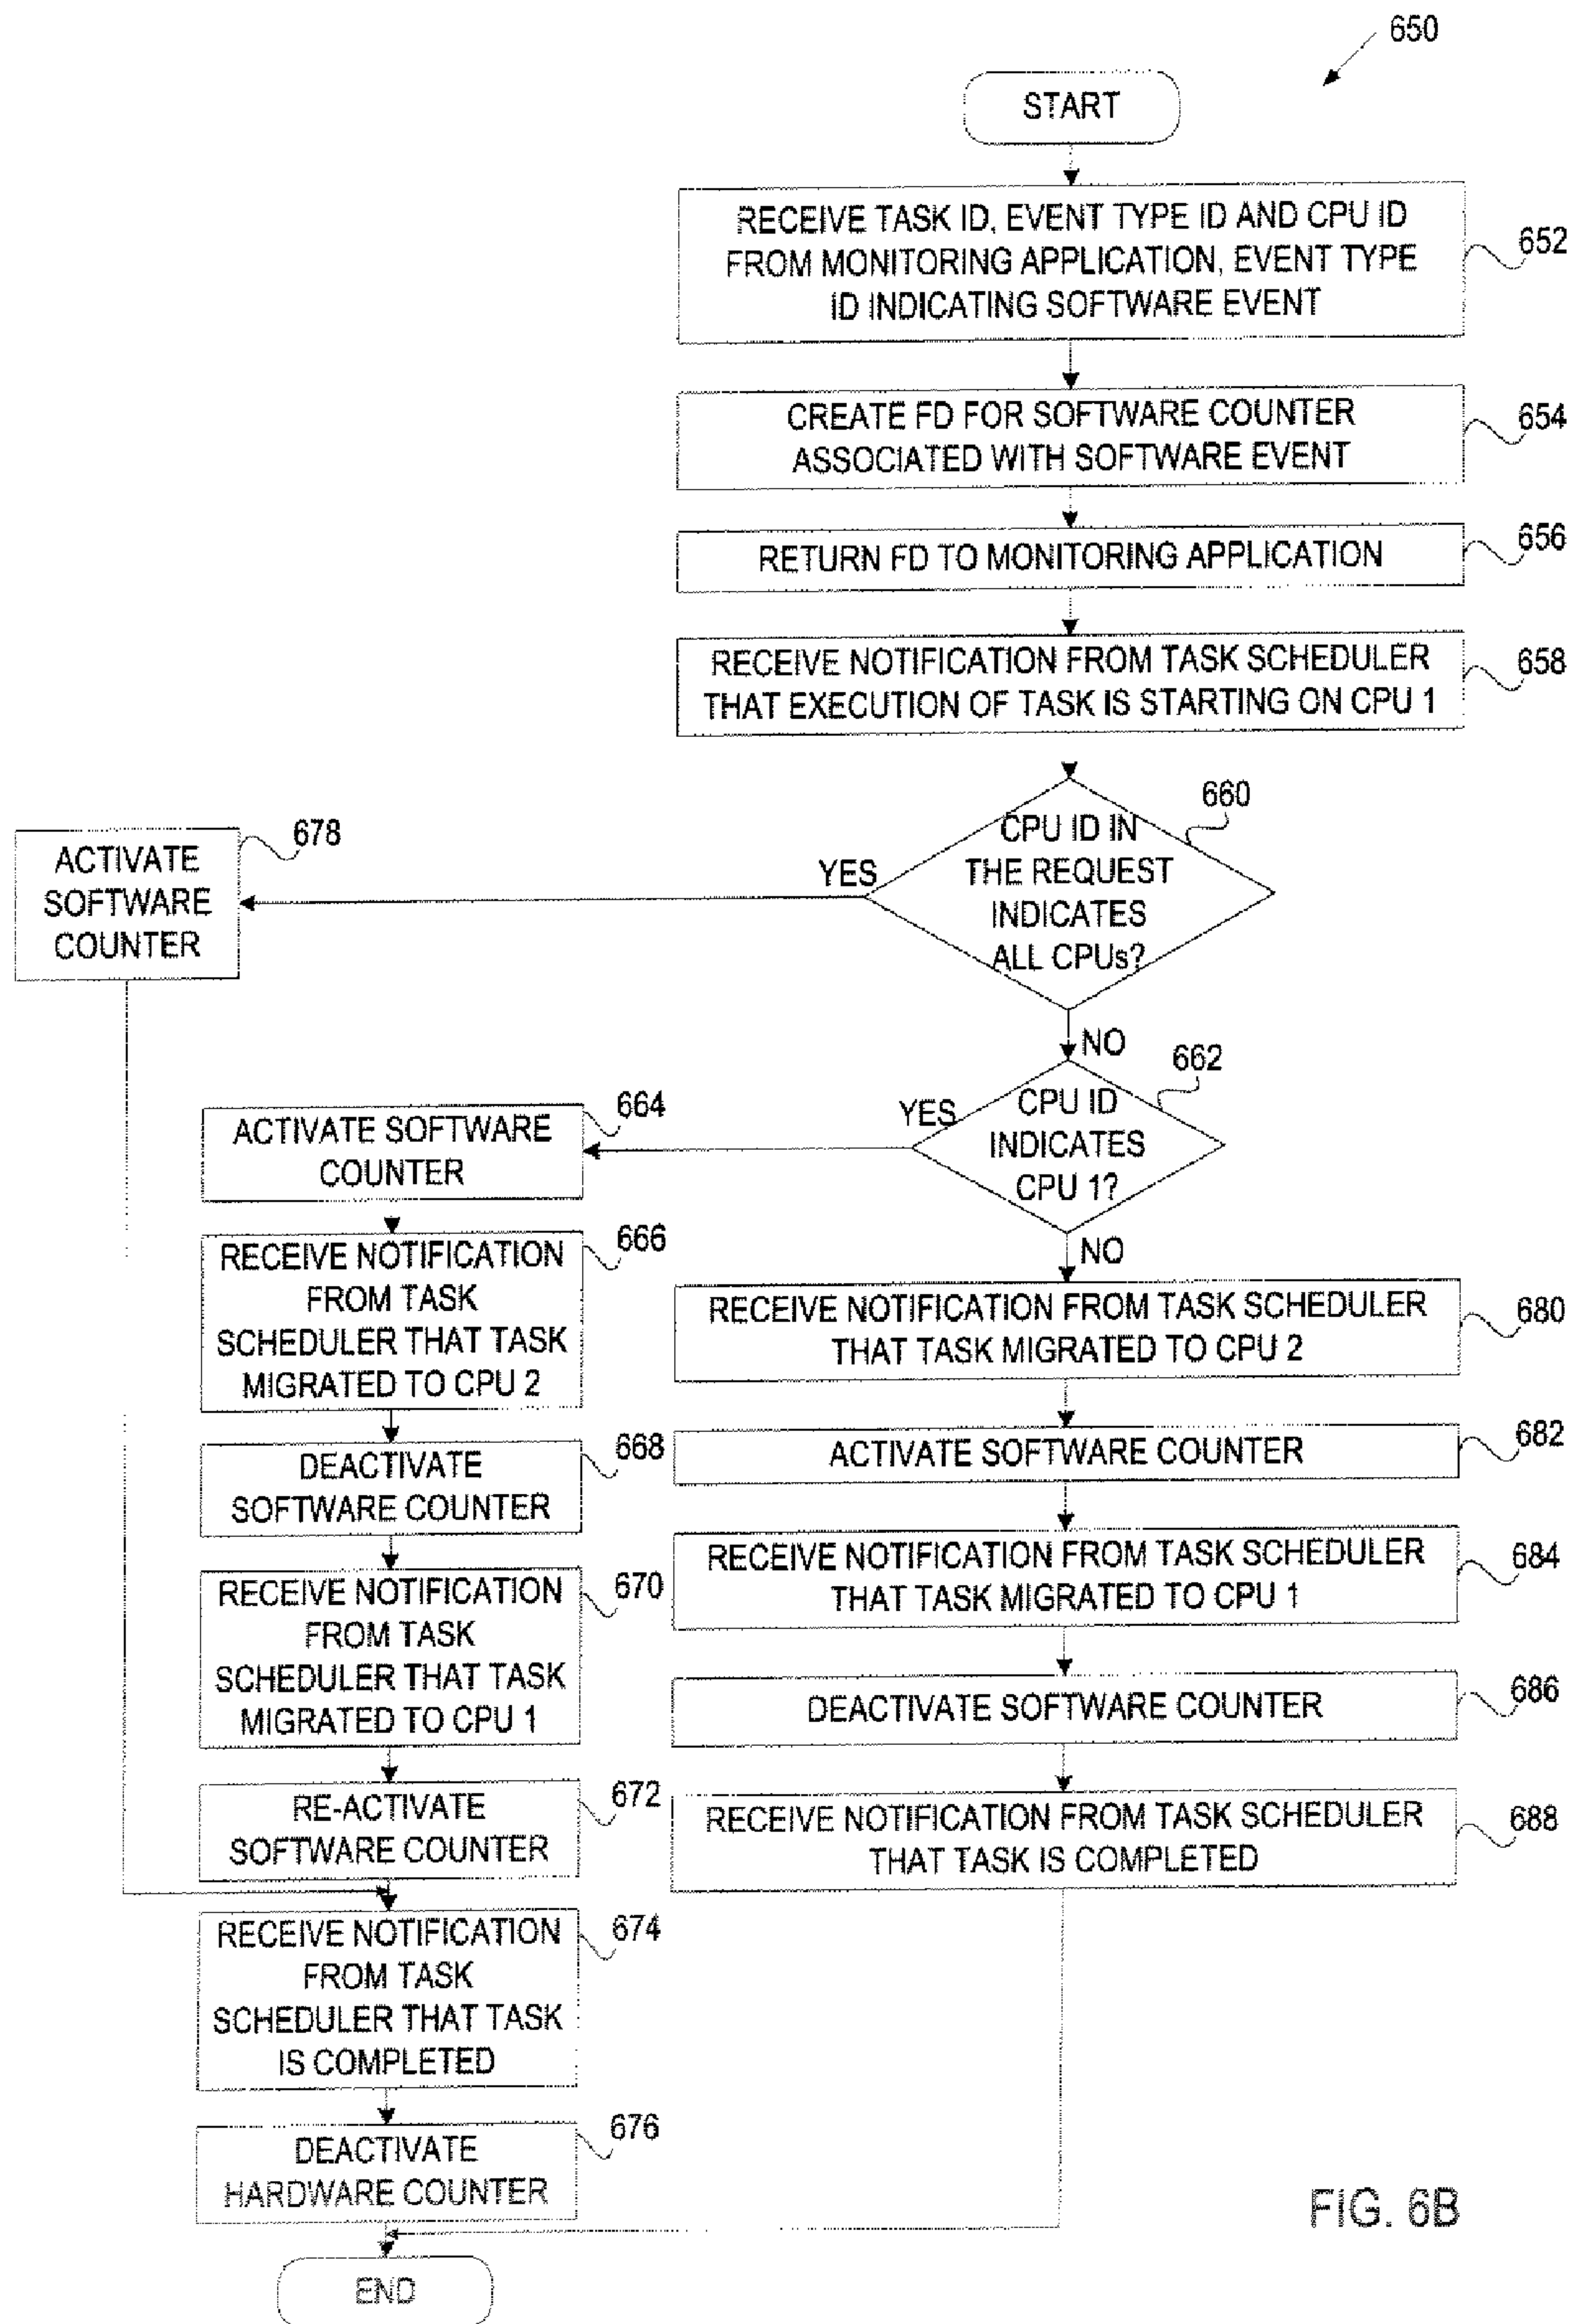 650
START
RECEIVE TASK ID, EVENT TYPE ID AND CPU ID
FROM MONITORING APPLICATION, EVENT TYPE
ID INDICATING SOFTWARE EVENT
652
CREATE FD FOR SOFTWARE COUNTER
ASSOCIATED WITH SOFTWARE EVENT
654
RETURN FD TO MONITORING APPLICATION
656
RECEIVE NOTIFICATION FROM TASK SCHEDULER
THAT EXECUTION OF TASK IS STARTING ON CPU 1
658
CPU ID IN
THE REQUEST
INDICATES
ALL CPUs?
660
YES
ACTIVATE
SOFTWARE
COUNTER
678
NO
CPU ID
INDICATES
CPU 1?
662
YES
ACTIVATE SOFTWARE
COUNTER
664
RECEIVE NOTIFICATION
FROM TASK
SCHEDULER THAT TASK
MIGRATED TO CPU 2
666
DEACTIVATE
SOFTWARE COUNTER
668
RECEIVE NOTIFICATION
FROM TASK
SCHEDULER THAT TASK
MIGRATED TO CPU 1
670
RE-ACTIVATE
SOFTWARE COUNTER
672
RECEIVE NOTIFICATION
FROM TASK
SCHEDULER THAT TASK
IS COMPLETED
674
DEACTIVATE
HARDWARE COUNTER
676
NO
RECEIVE NOTIFICATION FROM TASK SCHEDULER
THAT TASK MIGRATED TO CPU 2
680
ACTIVATE SOFTWARE COUNTER
682
RECEIVE NOTIFICATION FROM TASK SCHEDULER
THAT TASK MIGRATED TO CPU 1
684
DEACTIVATE SOFTWARE COUNTER
686
RECEIVE NOTIFICATION FROM TASK SCHEDULER
THAT TASK IS COMPLETED
688
END
FIG. 6B